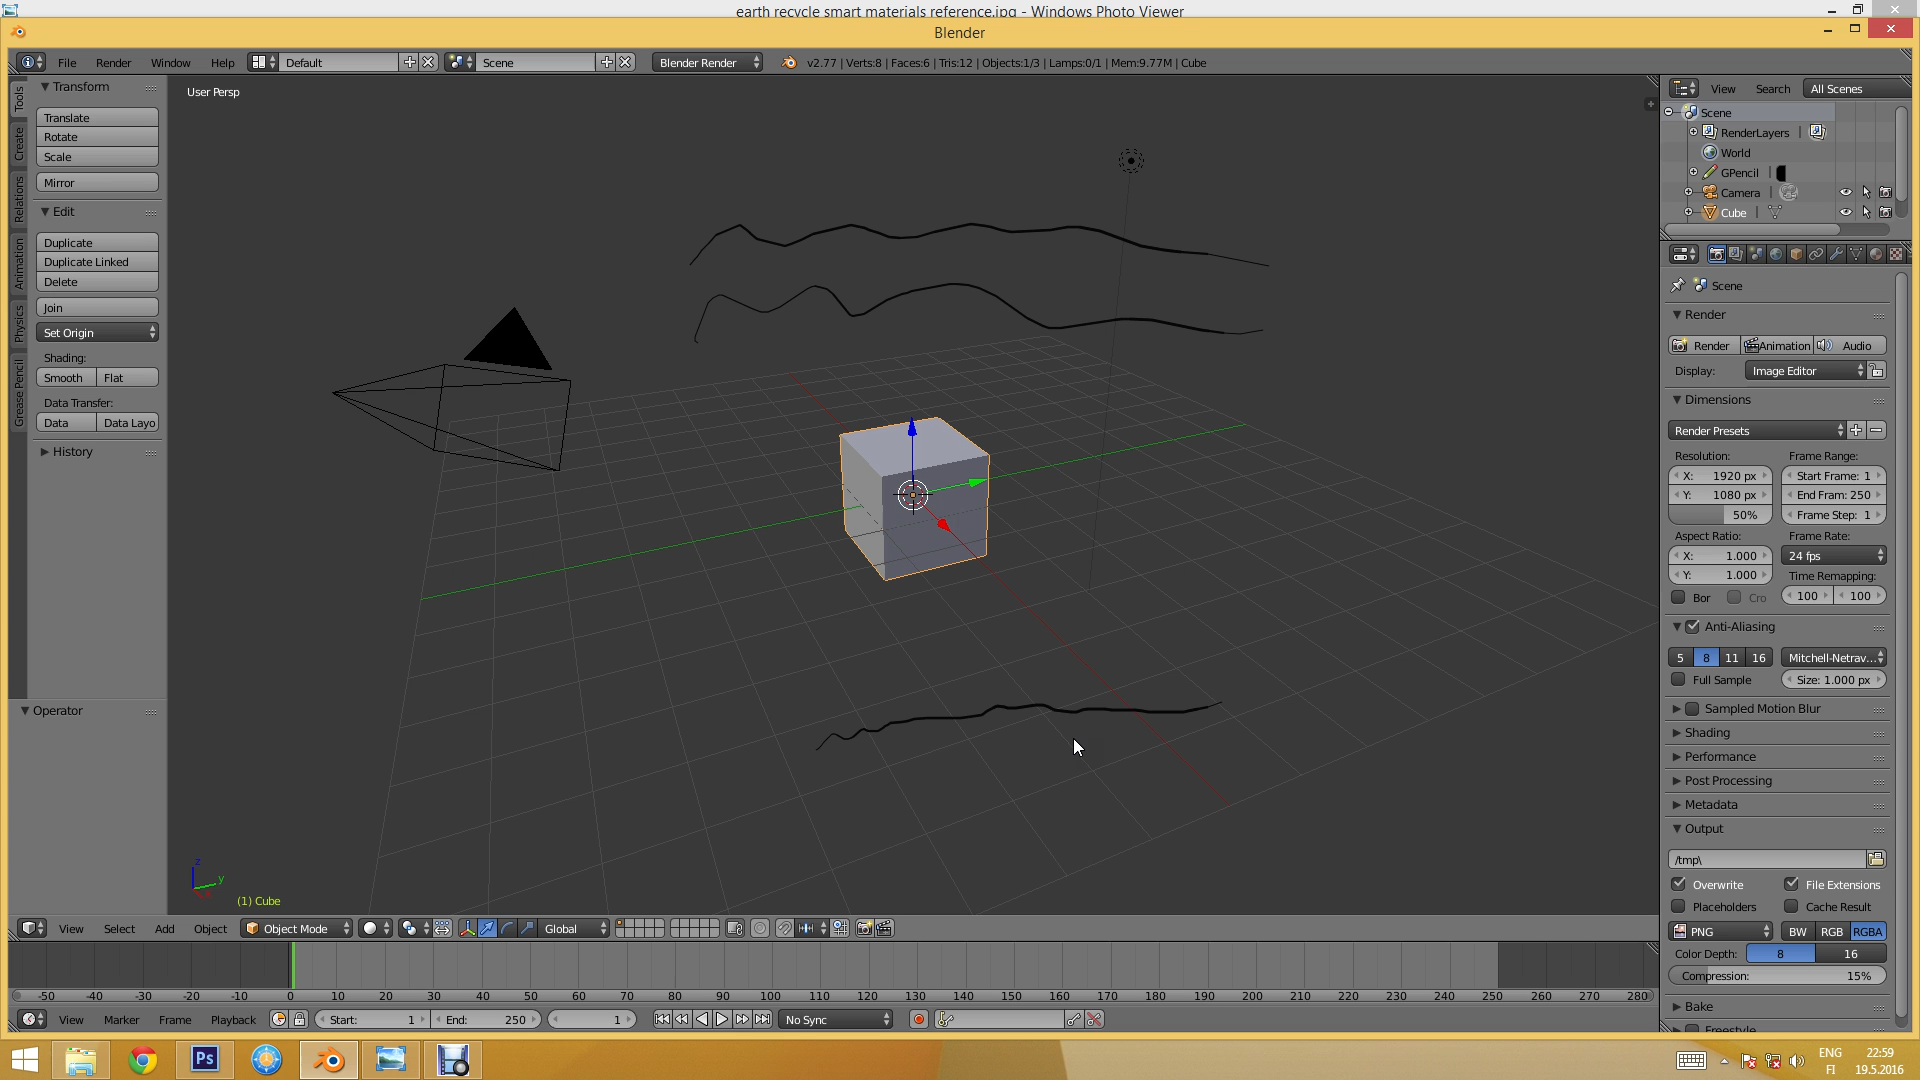 earth recycle smart materials reference.jpg - Windows Photo Viewer
Blender
File Render Window Help Default Scene Blender Render v2.77 | Verts:8 | Faces:6 | Tris:12 | Objects:1/3 | Lamps:0/1 | Mem:9.77M | Cube
Tools
Create
Relations
Animation
Physics
Grease Pencil
Transform
Translate
Rotate
Scale
Mirror
Edit
Duplicate
Duplicate Linked
Delete
Join
Set Origin
Shading:
Smooth Flat
Data Transfer:
Data Data Layo
History
Operator
User Persp
z
y
(1) Cube
View Search All Scenes
Scene
RenderLayers
World
GPencil
Camera
Cube
Scene
Render
Render Animation Audio
Display: Image Editor
Dimensions
Render Presets
Resolution: Frame Range:
X: 1920 px Start Frame: 1
Y: 1080 px End Fram: 250
50% Frame Step: 1
Aspect Ratio: Frame Rate:
X: 1.000 24 fps
Y: 1.000 Time Remapping:
Bor Cro 100 100
Anti-Aliasing
5 8 11 16 Mitchell-Netrav...
Full Sample Size: 1.000 px
Sampled Motion Blur
Shading
Performance
Post Processing
Metadata
Output
/tmp\
Overwrite File Extensions
Placeholders Cache Result
PNG BW RGB RGBA
Color Depth: 8 16
Compression: 15%
Bake
Freestyle
View Select Add Object Object Mode Global
-50 -40 -30 -20 -10 0 10 20 30 40 50 60 70 80 90 100 110 120 130 140 150 160 170 180 190 200 210 220 230 240 250 260 270 280
View Marker Frame Playback Start: 1 End: 250 1 No Sync
Ps
ENG 22:59
FI 19.5.2016